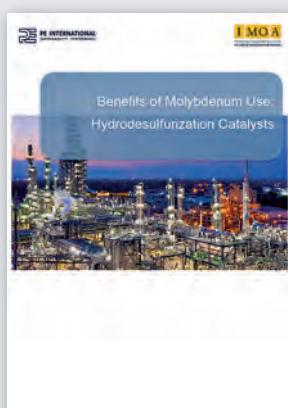 PE INTERNATIONAL
IMOA
Benefits of Molybdenum Use:
Hydrodesulfurization Catalysts